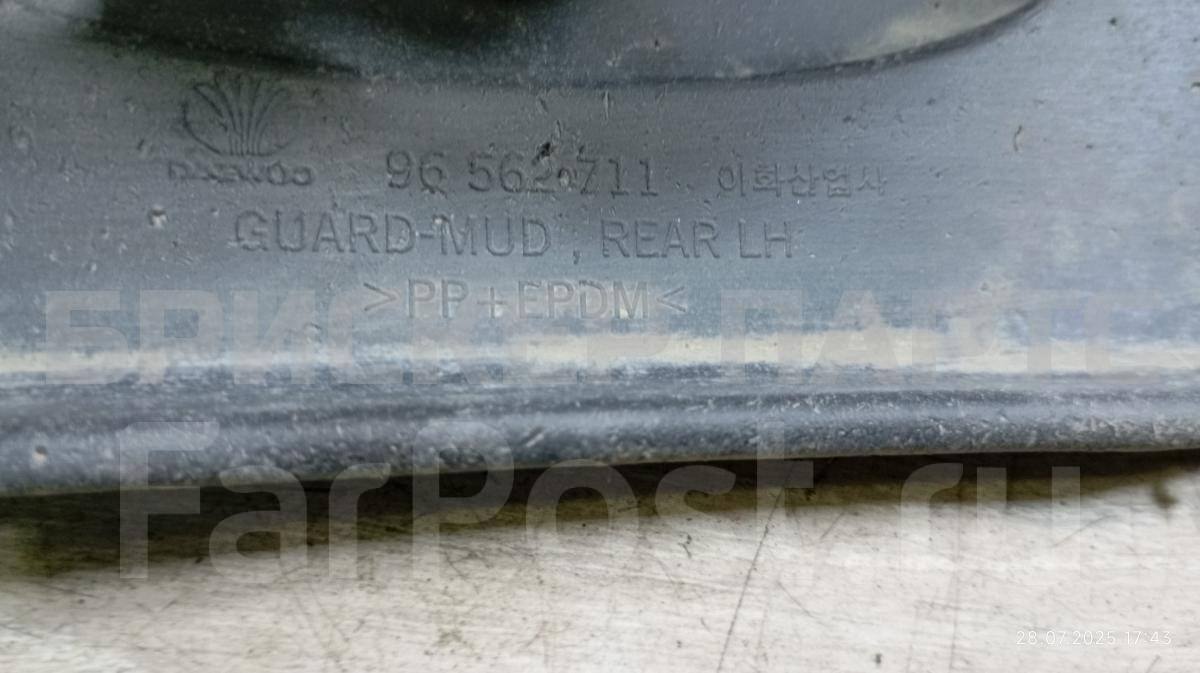 DAEWOO 96 562 711 이화산업사
GUARD-MUD, REAR LH
>PP+EPDM<
БРИСКЕР ПАРТС
FarPost.ru
28.07.2025 17:43